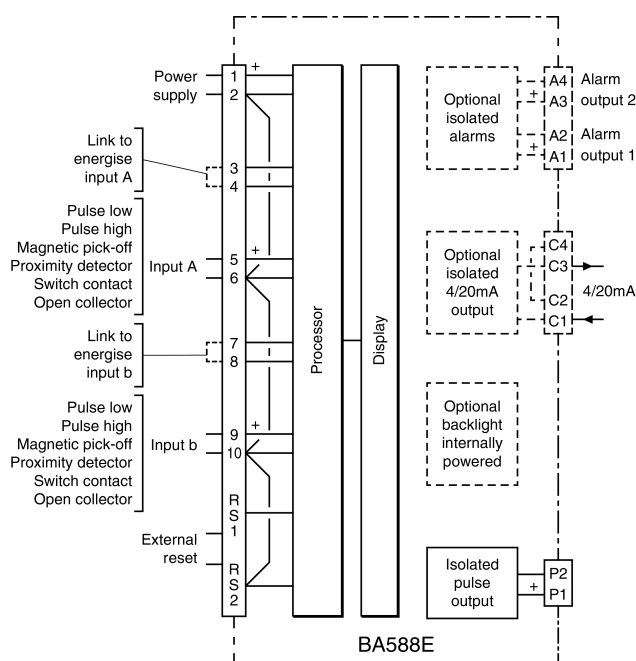 Power
supply
+
1
2
Link to
energise
input A
3
4
Pulse low
Pulse high
Magnetic pick-off
Proximity detector
Switch contact
Open collector
Input A
+
5
6
Link to
energise
input b
7
8
Pulse low
Pulse high
Magnetic pick-off
Proximity detector
Switch contact
Open collector
Input b
+
9
10
External
reset
R
S
1
R
S
2
Processor
Display
Optional
isolated
alarms
+
+
A4
A3
A2
A1
Alarm
output 2
Alarm
output 1
Optional
isolated
4/20mA
output
C4
C3
C2
C1
4/20mA
Optional
backlight
internally
powered
Isolated
pulse
output
+
P2
P1
BA588E